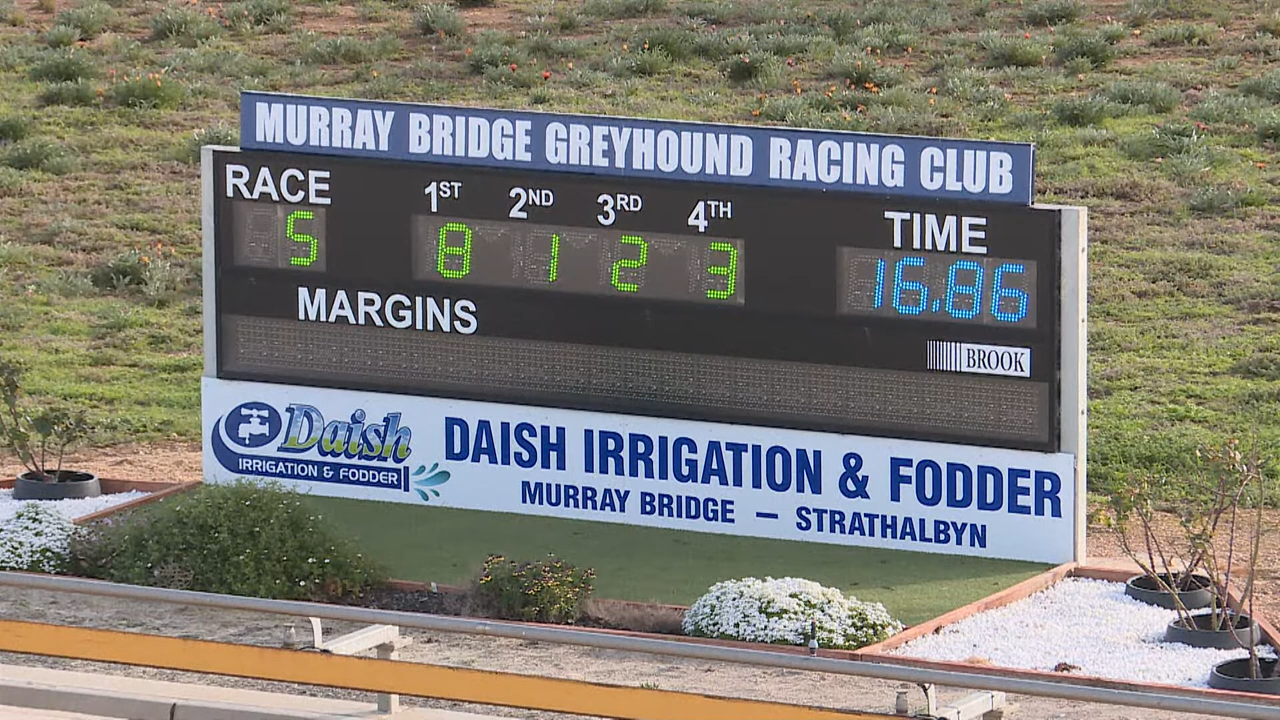 MURRAY BRIDGE GREYHOUND RACING CLUB
RACE 1ST 2ND 3RD 4TH TIME
5 8 1 2 3 16.86
MARGINS
BROOK
Daish
IRRIGATION & FODDER
DAISH IRRIGATION & FODDER
MURRAY BRIDGE – STRATHALBYN